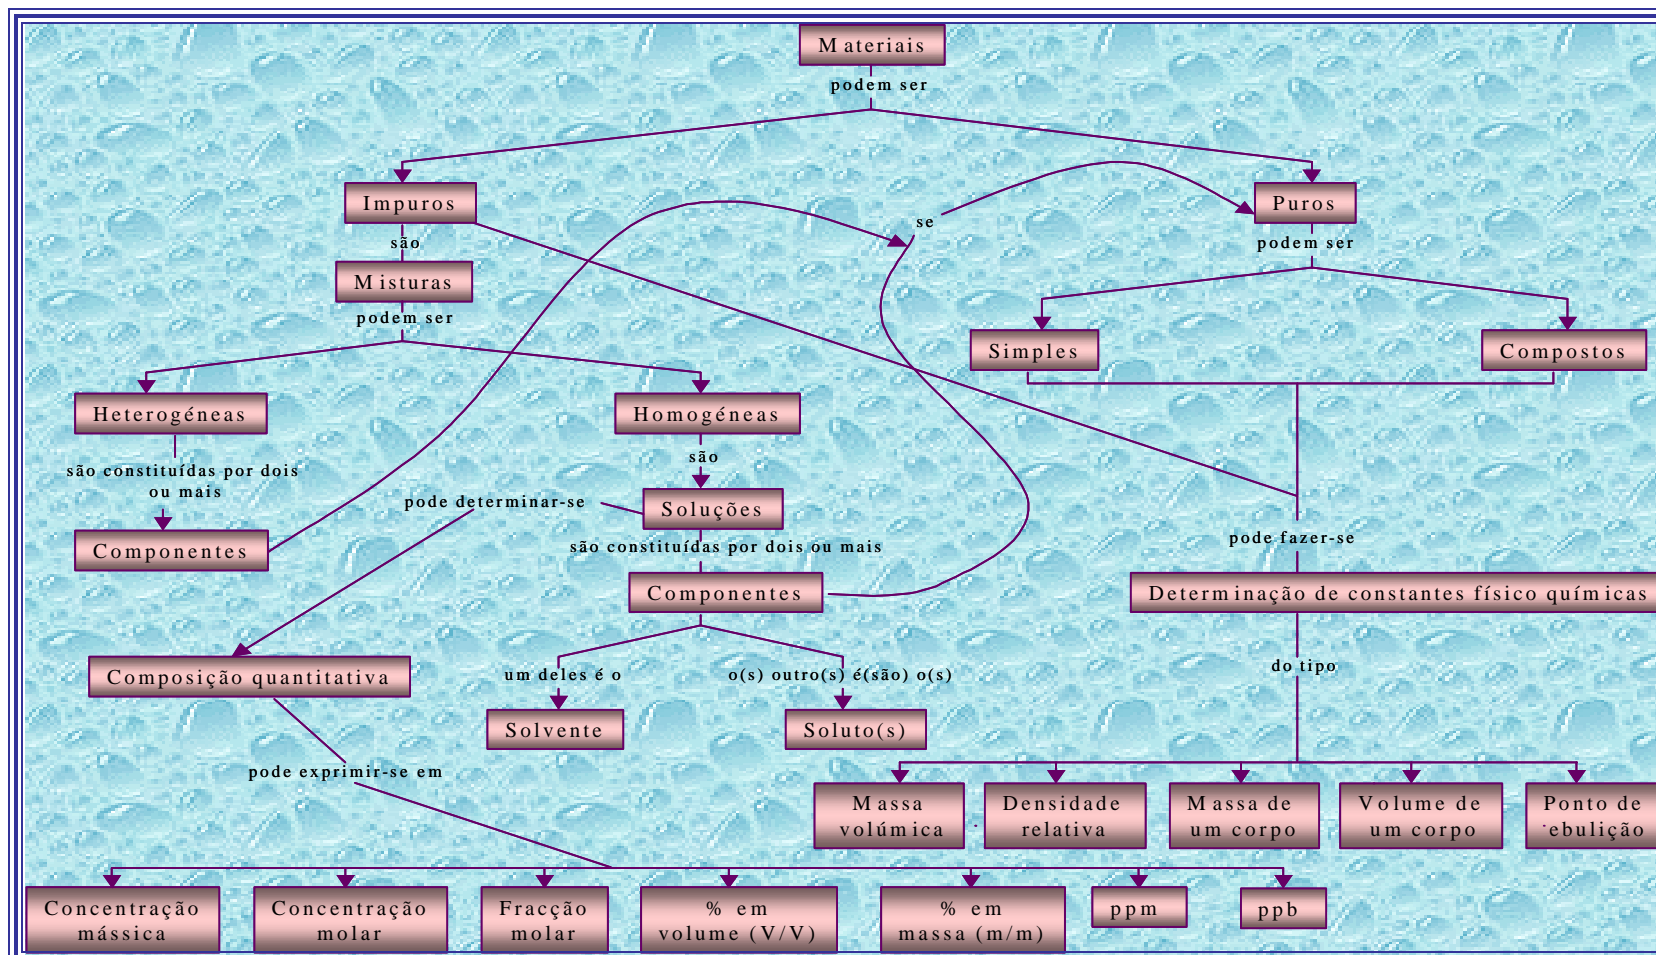 Materiais
podem ser
Impuros
Puros
se
são
podem ser
Misturas
podem ser
Simples
Compostos
Heterogéneas
Homogéneas
são constituídas por dois
ou mais
são
pode determinar-se
Soluções
Componentes
são constituídas por dois ou mais
pode fazer-se
Componentes
Determinação de constantes físico químicas
Composição quantitativa
um deles é o
o(s) outro(s) é(são) o(s)
do tipo
Solvente
Soluto(s)
pode exprimir-se em
Massa
volúmica
Densidade
relativa
Massa de
um corpo
Volume de
um corpo
Ponto de
ebulição
Concentração
mássica
Concentração
molar
Fracção
molar
% em
volume (V/V)
% em
massa (m/m)
ppm
ppb